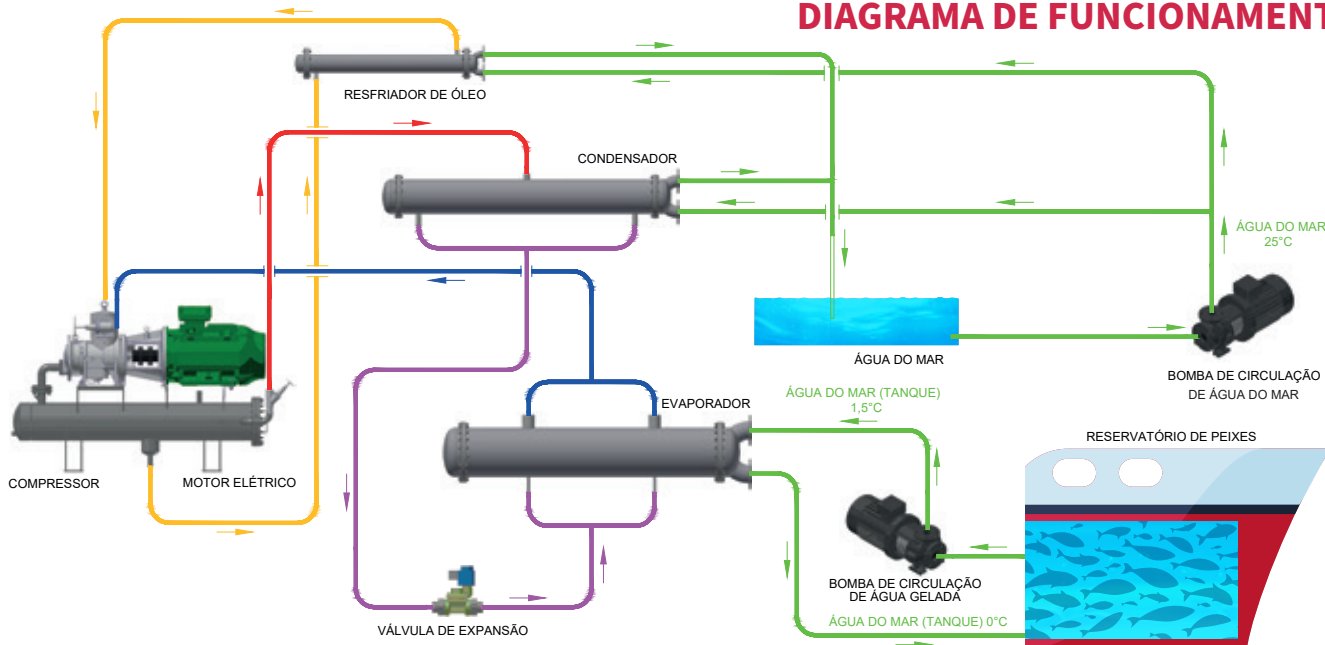 DIAGRAMA DE FUNCIONAMENT
RESFRIADOR DE ÓLEO
CONDENSADOR
ÁGUA DO MAR
25°C
ÁGUA DO MAR
BOMBA DE CIRCULAÇÃO
DE ÁGUA DO MAR
ÁGUA DO MAR (TANQUE)
1,5°C
EVAPORADOR
RESERVATÓRIO DE PEIXES
COMPRESSOR
MOTOR ELÉTRICO
BOMBA DE CIRCULAÇÃO
DE ÁGUA GELADA
ÁGUA DO MAR (TANQUE) 0°C
VÁLVULA DE EXPANSÃO